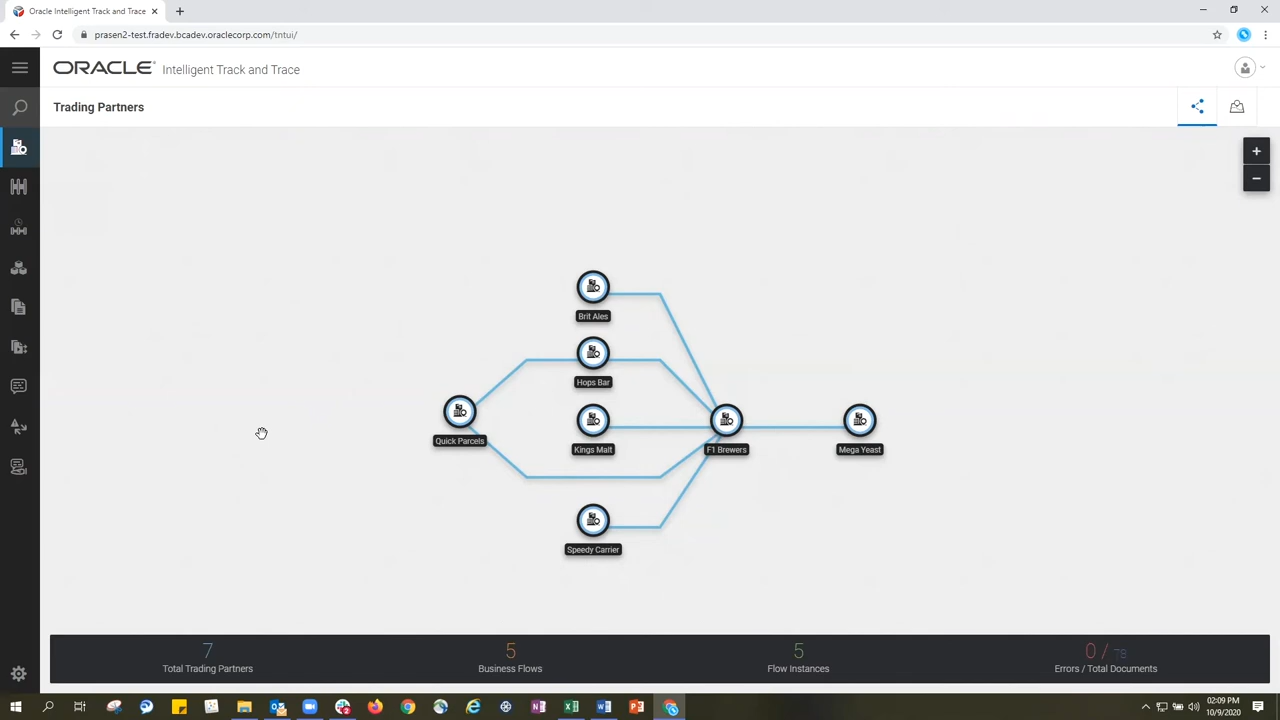 Oracle Intelligent Track and Trace
prasen2-test.fradev.bcadev.oraclecorp.com/tntui/
ORACLE Intelligent Track and Trace
Trading Partners
Brit Ales
Hops Bar
Quick Parcels
Kings Malt
F1 Brewers
Mega Yeast
Speedy Carrier
7
Total Trading Partners
5
Business Flows
5
Flow Instances
0 / 78
Errors / Total Documents
02:09 PM
10/9/2020